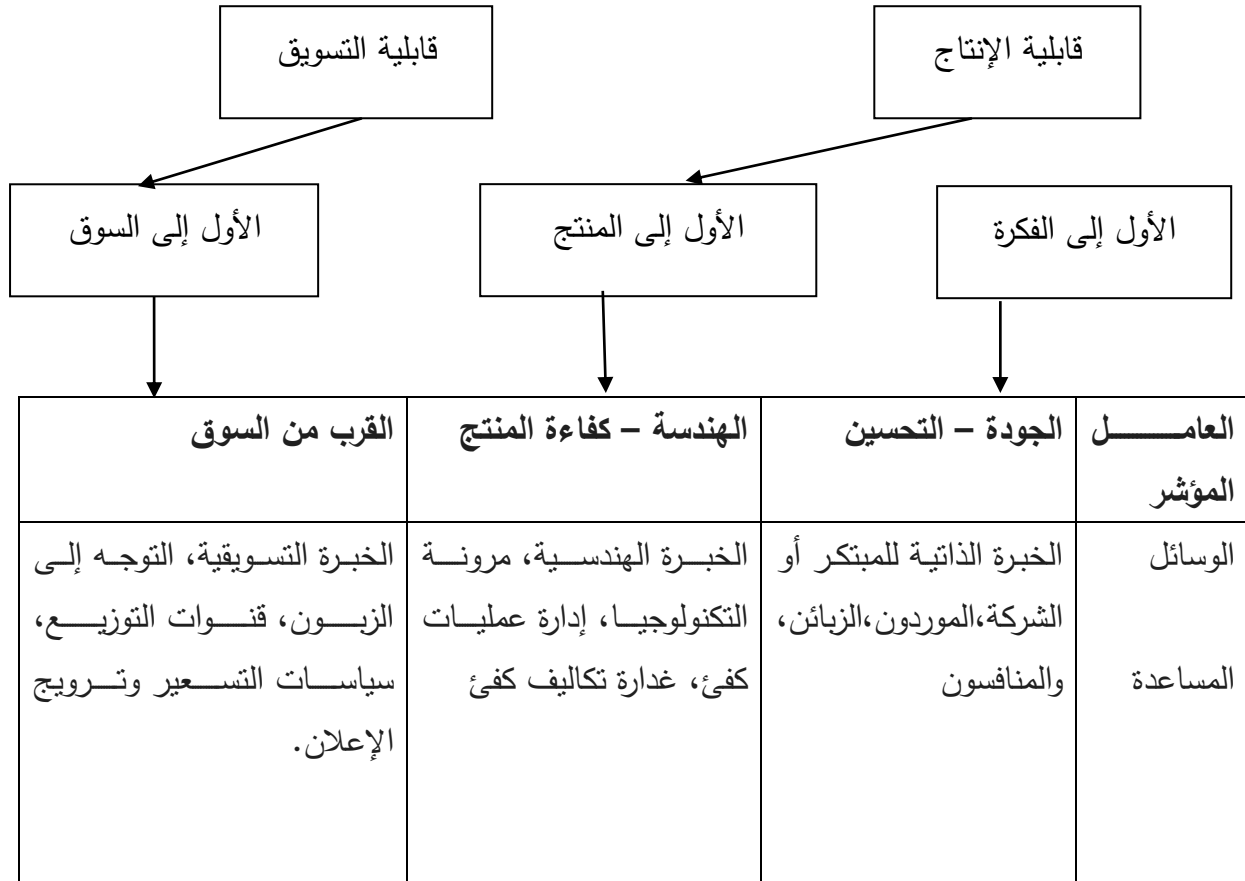 قابلية الإنتاج
قابلية التسويق
الأول إلى الفكرة
الأول إلى المنتج
الأول إلى السوق
العامل
المؤشر
الجودة – التحسين
الهندسة – كفاءة المنتج
القرب من السوق
الوسائل
المساعدة
الخبرة الذاتية للمبتكر أو
الشركة،الموردون،الزبائن،
والمنافسون
الخبرة الهندسية، مرونة
التكنولوجيا، إدارة عمليات
كفئ، غدارة تكاليف كفئ
الخبرة التسويقية، التوجه إلى
الزبون، قنوات التوزيع،
سياسات التسعير وترويج
الإعلان.